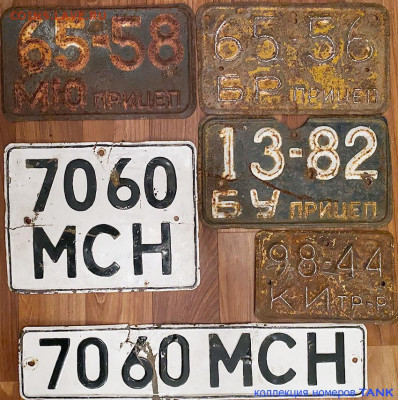 65-58
МЮ ПРИЦЕП
65 56
БР ПРИЦЕП
13-82
БУ ПРИЦЕП
7060
МСН
98-44
КИ ТР-Р
7060 МСН
коллекция номеров TANK